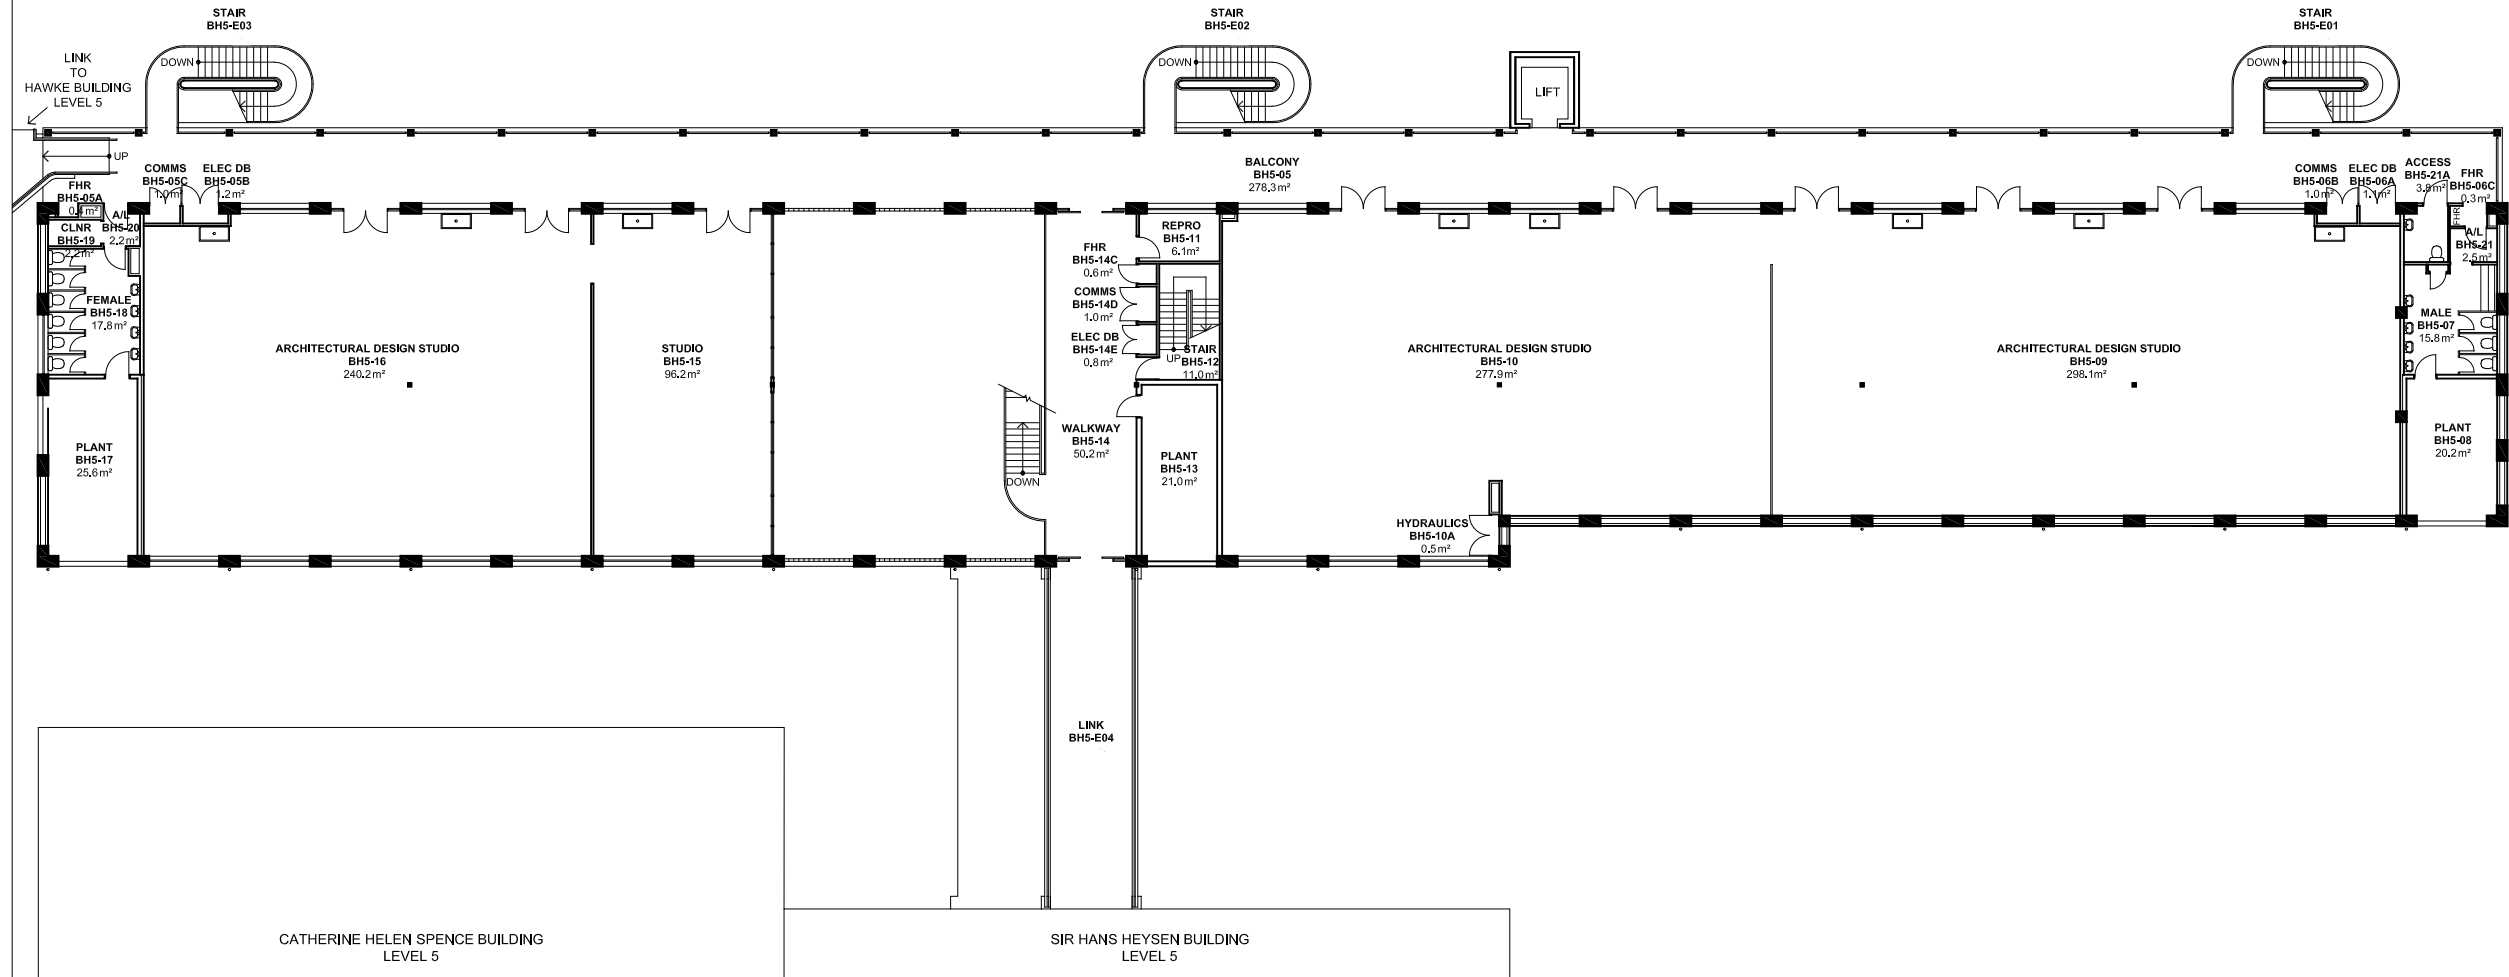 STAIR
BH5-E03
STAIR
BH5-E02
STAIR
BH5-E01
LINK
TO
HAWKE BUILDING
LEVEL 5
DOWN
DOWN
LIFT
DOWN
UP
COMMS
BH5-05C
1.0m²
ELEC DB
BH5-05B
1.2m²
FHR
BH5-05A
0.4m²
A/L
BH5-20
2.2m²
CLNR
BH5-19
2.2m²
FEMALE
BH5-18
17.8m²
PLANT
BH5-17
25.6m²
ARCHITECTURAL DESIGN STUDIO
BH5-16
240.2m²
STUDIO
BH5-15
96.2m²
BALCONY
BH5-05
278.3m²
REPRO
BH5-11
6.1m²
FHR
BH5-14C
0.6m²
COMMS
BH5-14D
1.0m²
ELEC DB
BH5-14E
0.8m²
UP
STAIR
BH5-12
11.0m²
WALKWAY
BH5-14
50.2m²
DOWN
PLANT
BH5-13
21.0m²
ARCHITECTURAL DESIGN STUDIO
BH5-10
277.9m²
HYDRAULICS
BH5-10A
0.5m²
ARCHITECTURAL DESIGN STUDIO
BH5-09
298.1m²
COMMS
BH5-06B
1.0m²
ELEC DB
BH5-06A
1.1m²
ACCESS
BH5-21A
3.8m²
FHR
BH5-06C
0.3m²
FHR
A/L
BH5-21
2.5m²
MALE
BH5-07
15.8m²
PLANT
BH5-08
20.2m²
LINK
BH5-E04
CATHERINE HELEN SPENCE BUILDING
LEVEL 5
SIR HANS HEYSEN BUILDING
LEVEL 5